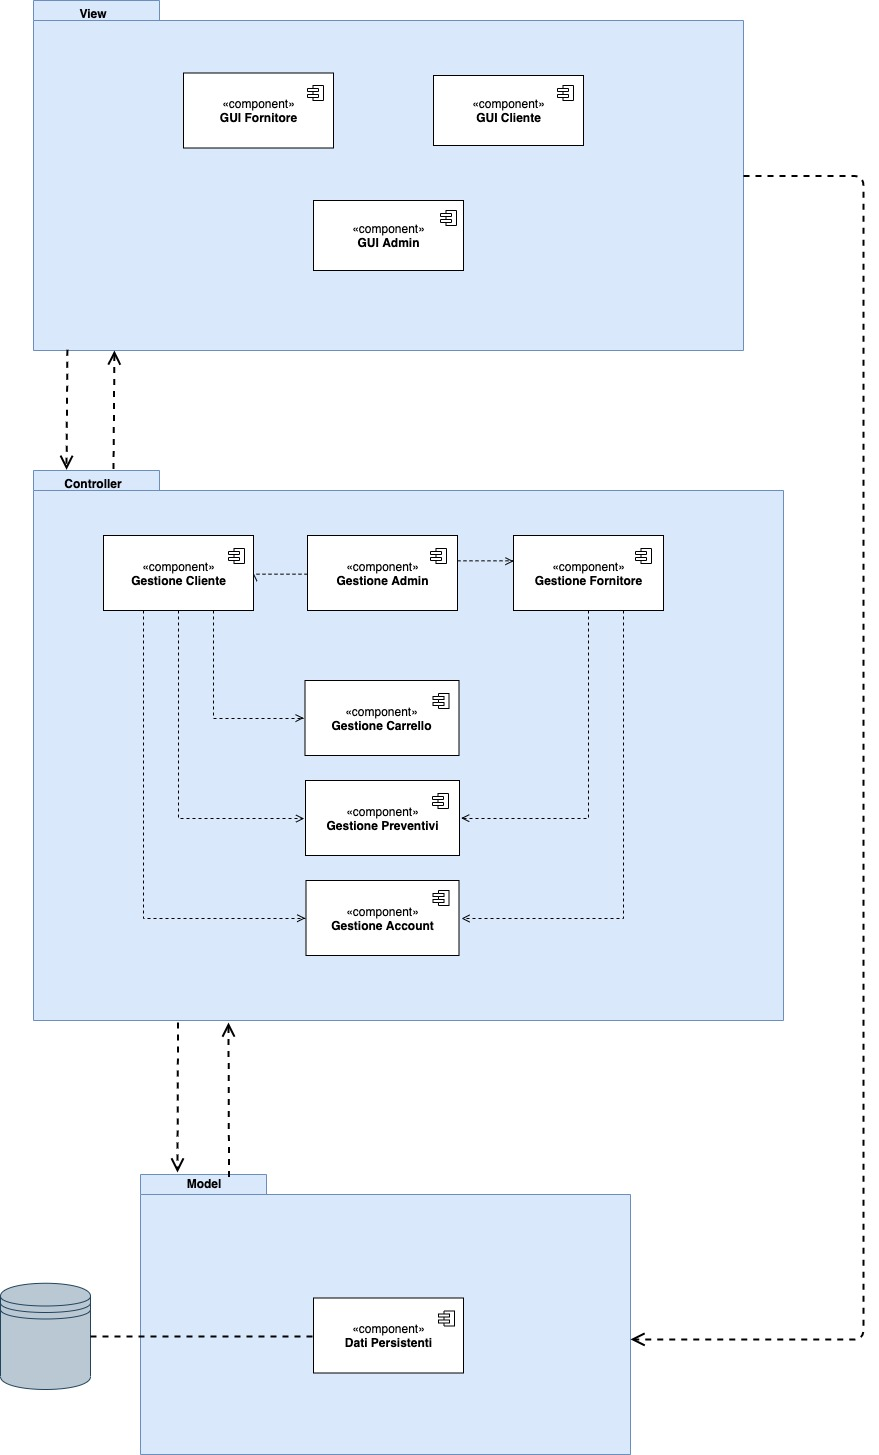 View
«component»
GUI Fornitore
«component»
GUI Cliente
«component»
GUI Admin
Controller
«component»
Gestione Cliente
«component»
Gestione Admin
«component»
Gestione Fornitore
«component»
Gestione Carrello
«component»
Gestione Preventivi
«component»
Gestione Account
Model
«component»
Dati Persistenti